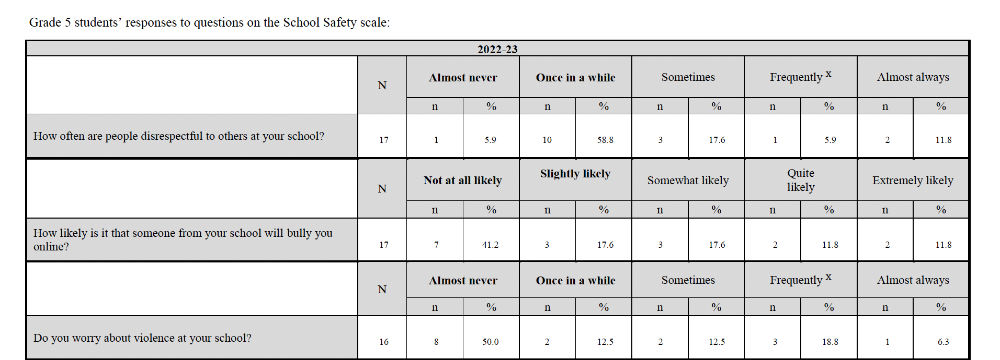 Grade 5 students’ responses to questions on the School Safety scale:
2022-23
N Almost never Once in a while Sometimes Frequently x Almost always
n % n % n % n % n %
How often are people disrespectful to others at your school? 17 1 5.9 10 58.8 3 17.6 1 5.9 2 11.8
N Not at all likely Slightly likely Somewhat likely Quite
likely Extremely likely
n % n % n % n % n %
How likely is it that someone from your school will bully you
online? 17 7 41.2 3 17.6 3 17.6 2 11.8 2 11.8
N Almost never Once in a while Sometimes Frequently x Almost always
n % n % n % n % n %
Do you worry about violence at your school? 16 8 50.0 2 12.5 2 12.5 3 18.8 1 6.3